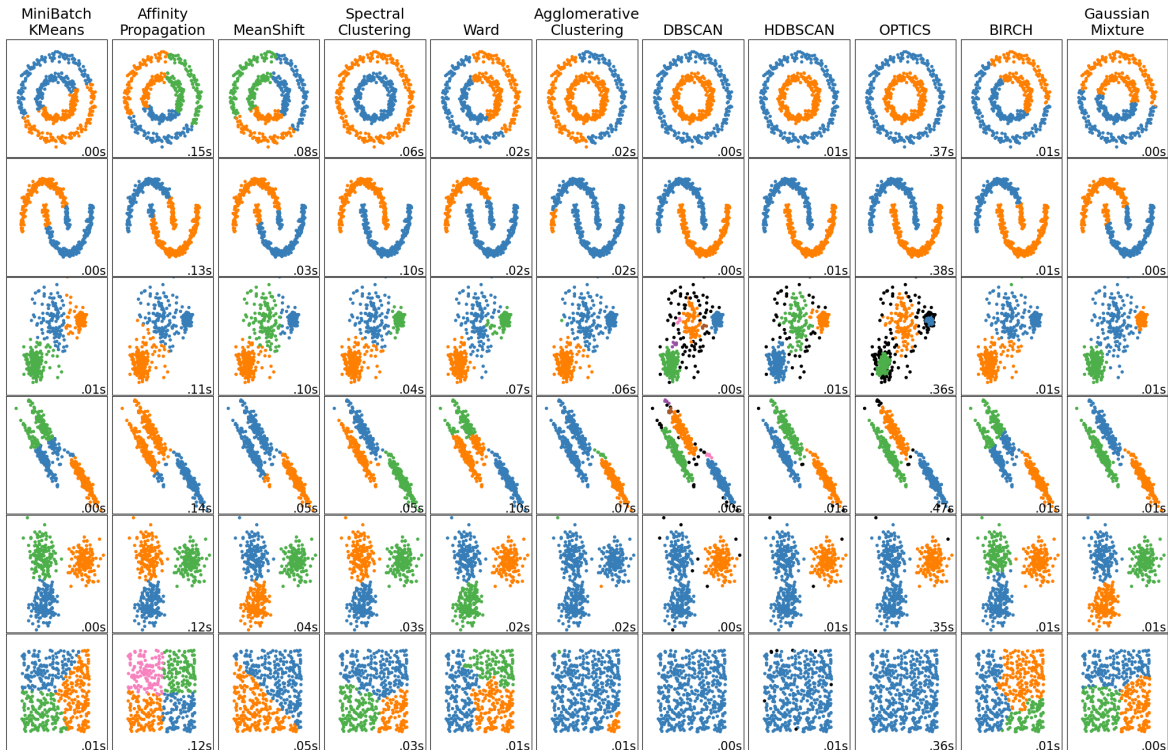 MiniBatch KMeans
Affinity Propagation
MeanShift
Spectral Clustering
Ward
Agglomerative Clustering
DBSCAN
HDBSCAN
OPTICS
BIRCH
Gaussian Mixture
.00s .15s .08s .06s .02s .02s .00s .01s .37s .01s .00s
.00s .13s .03s .10s .02s .02s .00s .01s .38s .01s .00s
.01s .11s .10s .04s .07s .06s .00s .01s .36s .01s .01s
.00s .14s .05s .05s .10s .07s .00s .01s .47s .01s .01s
.00s .12s .04s .03s .02s .02s .00s .01s .35s .01s .01s
.01s .12s .05s .03s .01s .01s .00s .01s .36s .01s .00s